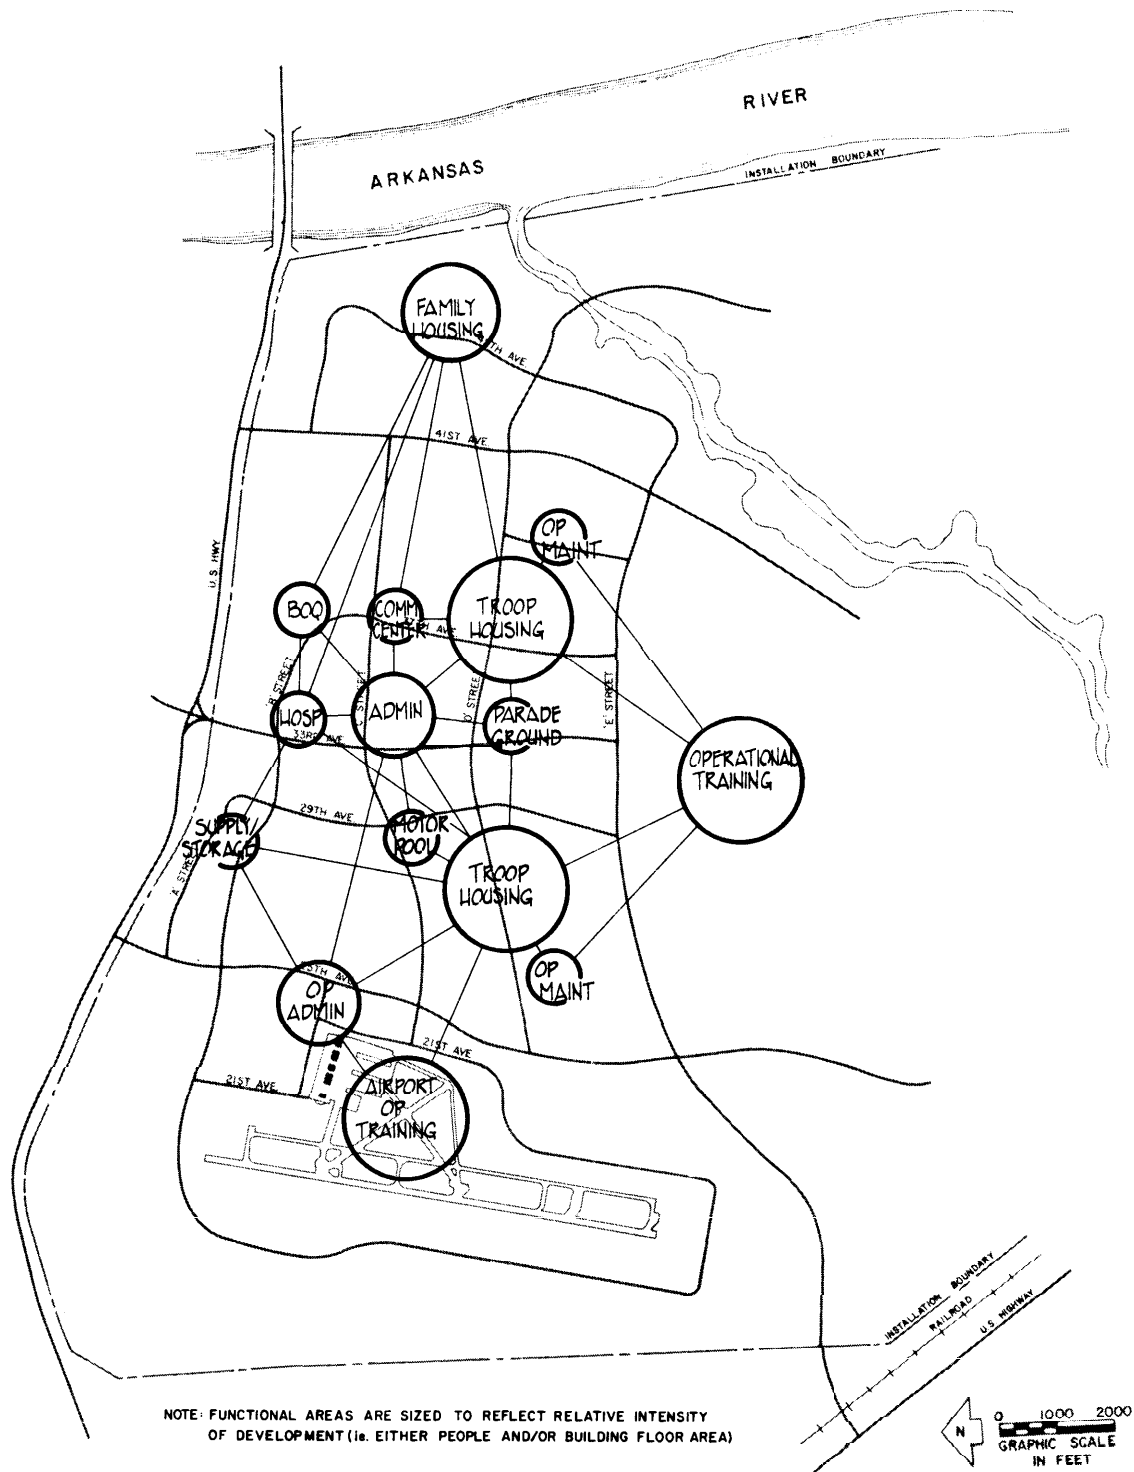 RIVER
ARKANSAS
INSTALLATION BOUNDARY
FAMILY
HOUSING
TH AVE
41ST AVE.
U.S. HWY
OP
MAINT
BOQ
COMM
CENTER
TH AVE
TROOP
HOUSING
'B' STREET
'C' STREET
'D' STREET
'E' STREET
HOSP
ADMIN
PARADE
GROUND
33RD AVE
OPERATIONAL
TRAINING
29TH AVE.
SUPPLY/
STORAGE
MOTOR
POOL
'A' STREET
TROOP
HOUSING
OP
MAINT
25TH AVE
OP
ADMIN
21ST AVE
21ST AVE.
AIRPORT
OP
TRAINING
INSTALLATION BOUNDARY
RAILROAD
U.S. HIGHWAY
NOTE: FUNCTIONAL AREAS ARE SIZED TO REFLECT RELATIVE INTENSITY
OF DEVELOPMENT (ie. EITHER PEOPLE AND/OR BUILDING FLOOR AREA)
N
0 1000 2000
GRAPHIC SCALE
IN FEET